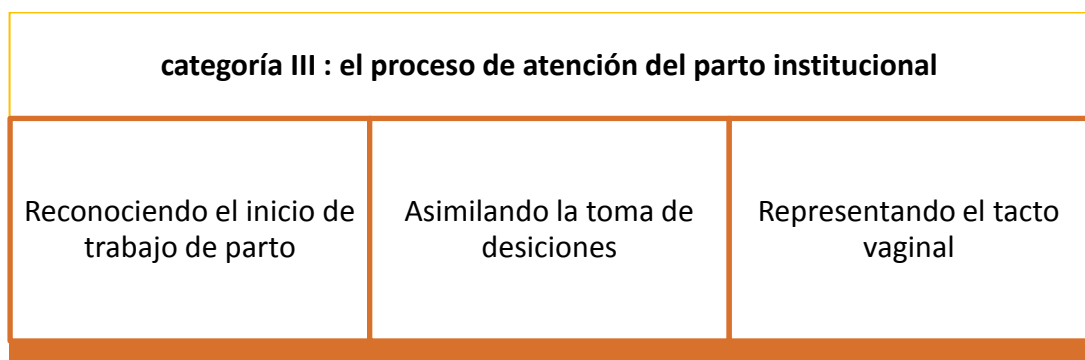 categoría III : el proceso de atención del parto institucional
Reconociendo el inicio de
trabajo de parto
Asimilando la toma de
desiciones
Representando el tacto
vaginal